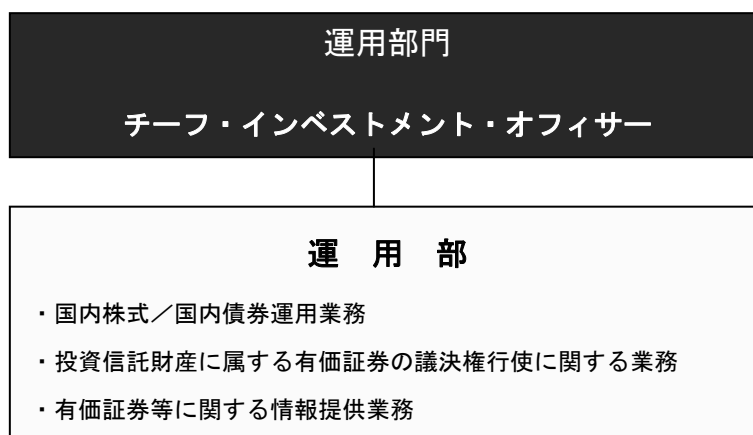 運用部門
チーフ・インベストメント・オフィサー
運 用 部
・国内株式／国内債券運用業務
・投資信託財産に属する有価証券の議決権行使に関する業務
・有価証券等に関する情報提供業務